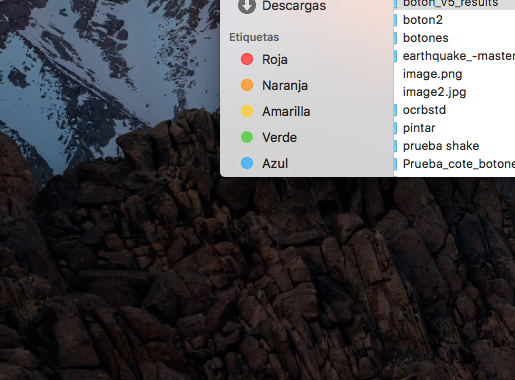 Descargas
Etiquetas
Roja
Naranja
Amarilla
Verde
Azul
boton_v5_results
boton2
botones
earthquake_-master
image.png
image2.jpg
ocrbstd
pintar
prueba shake
Prueba_cote_botone